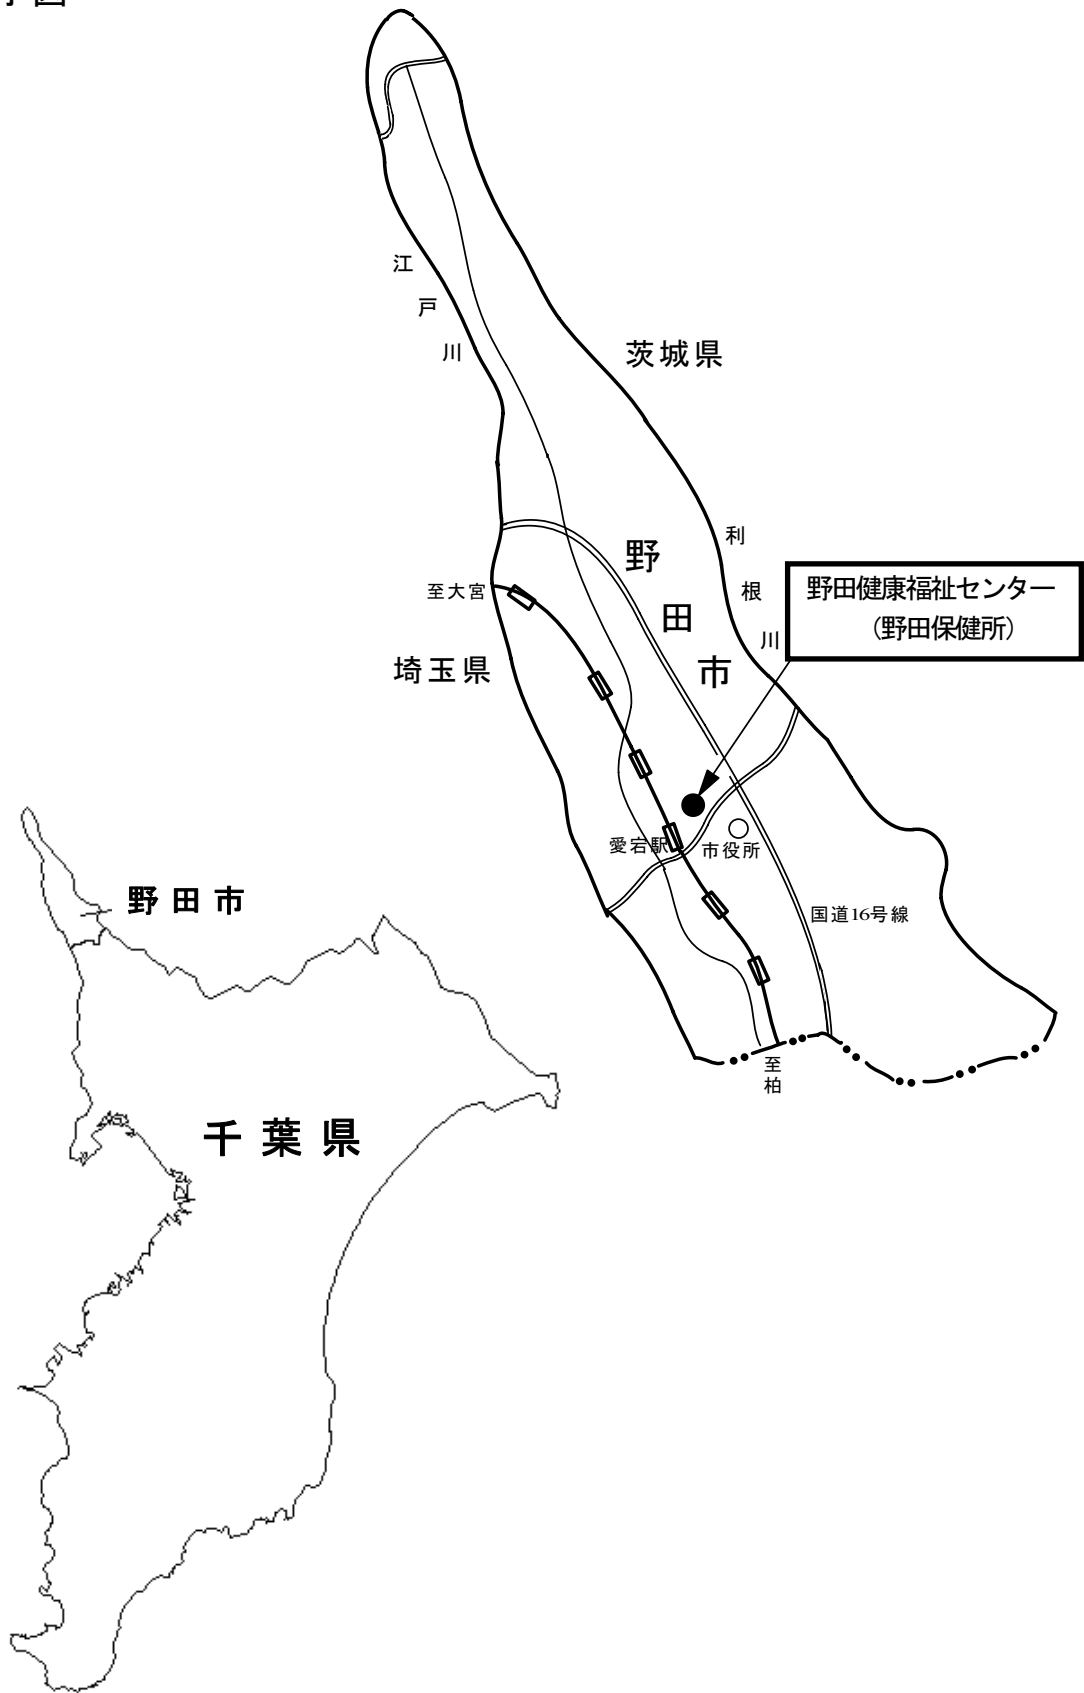 江戸川
茨城県
利根川
野田市
野田健康福祉センター
（野田保健所）
至大宮
埼玉県
愛宕駅
市役所
国道16号線
至柏
野田市
千葉県